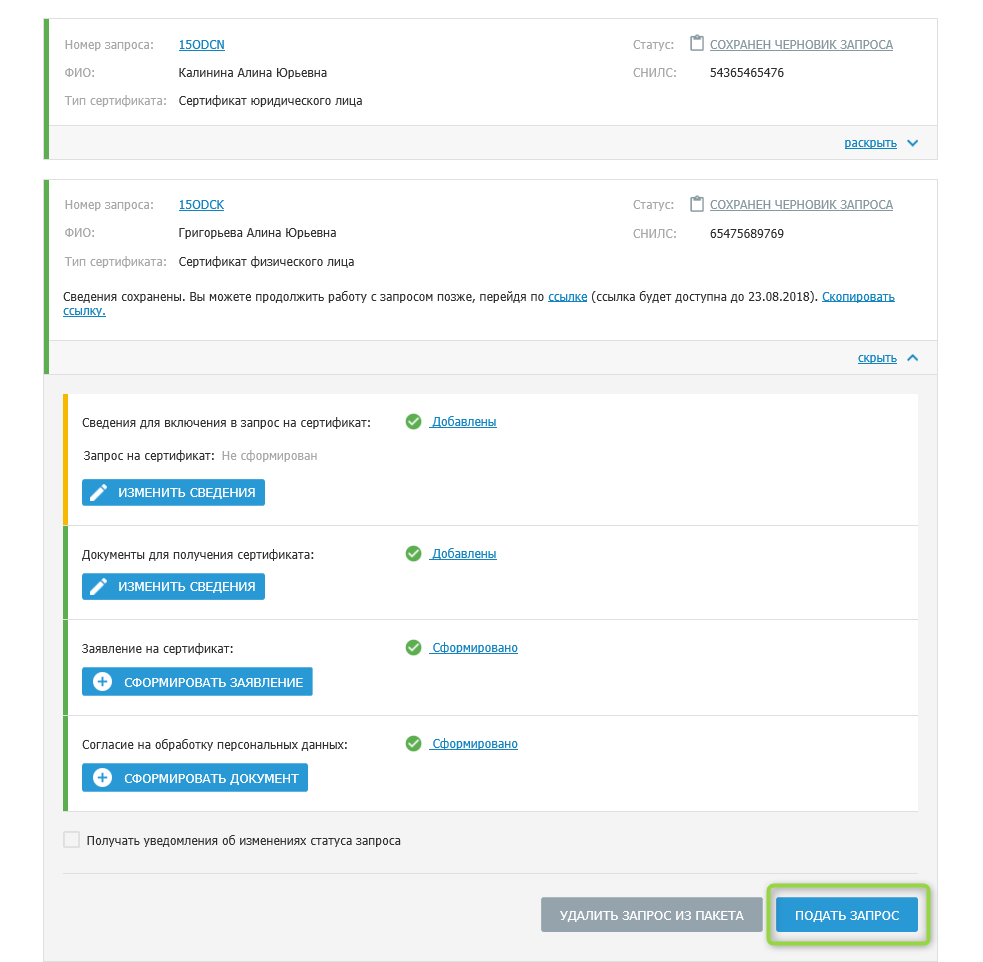 Номер запроса: 15ODCN Статус: СОХРАНЕН ЧЕРНОВИК ЗАПРОСА
ФИО: Калинина Алина Юрьевна СНИЛС: 54365465476
Тип сертификата: Сертификат юридического лица
раскрыть
Номер запроса: 15ODCK Статус: СОХРАНЕН ЧЕРНОВИК ЗАПРОСА
ФИО: Григорьева Алина Юрьевна СНИЛС: 65475689769
Тип сертификата: Сертификат физического лица
Сведения сохранены. Вы можете продолжить работу с запросом позже, перейдя по ссылке (ссылка будет доступна до 23.08.2018). Скопировать
ссылку.
скрыть
Сведения для включения в запрос на сертификат: Добавлены
Запрос на сертификат: Не сформирован
ИЗМЕНИТЬ СВЕДЕНИЯ
Документы для получения сертификата: Добавлены
ИЗМЕНИТЬ СВЕДЕНИЯ
Заявление на сертификат: Сформировано
СФОРМИРОВАТЬ ЗАЯВЛЕНИЕ
Согласие на обработку персональных данных: Сформировано
СФОРМИРОВАТЬ ДОКУМЕНТ
Получать уведомления об изменениях статуса запроса
УДАЛИТЬ ЗАПРОС ИЗ ПАКЕТА ПОДАТЬ ЗАПРОС